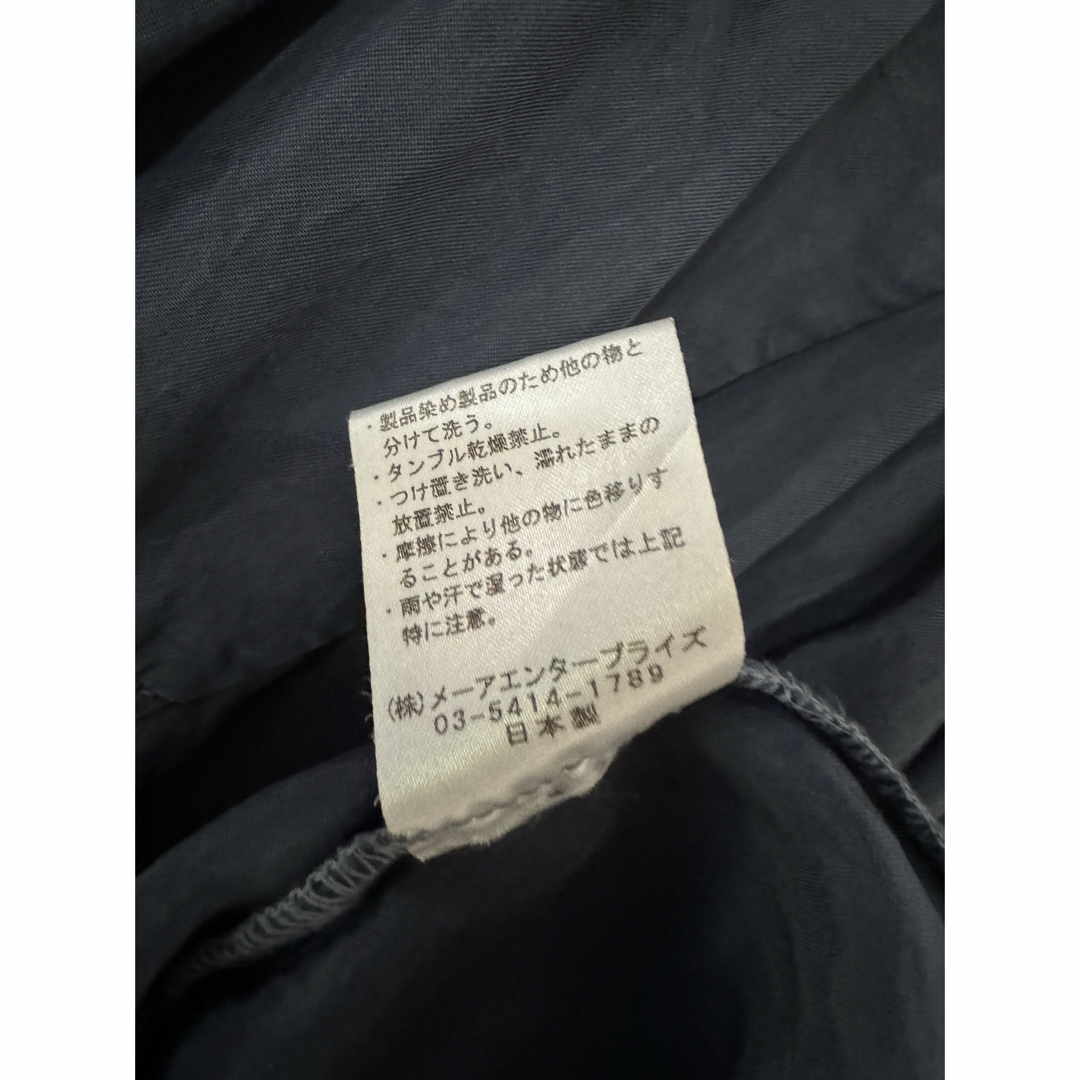 ・製品染め製品のため他の物と
分けて洗う。
・タンブル乾燥禁止。
・つけ置き洗い、濡れたままの
放置禁止。
・摩擦により他の物に色移りす
ることがある。
・雨や汗で湿った状態では上記
特に注意。
(株)メーアエンタープライズ
03-5414-1789
日本製